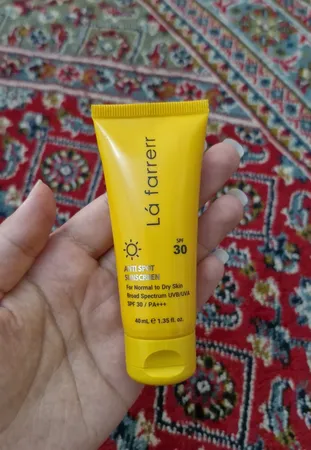 Lá farrerr
SPF
30
ANTI SPOT
SUNSCREEN
For Normal to Dry Skin
Broad Spectrum UVB/UVA
SPF 30 / PA+++
40 mL ℮ 1.35 fl. oz.